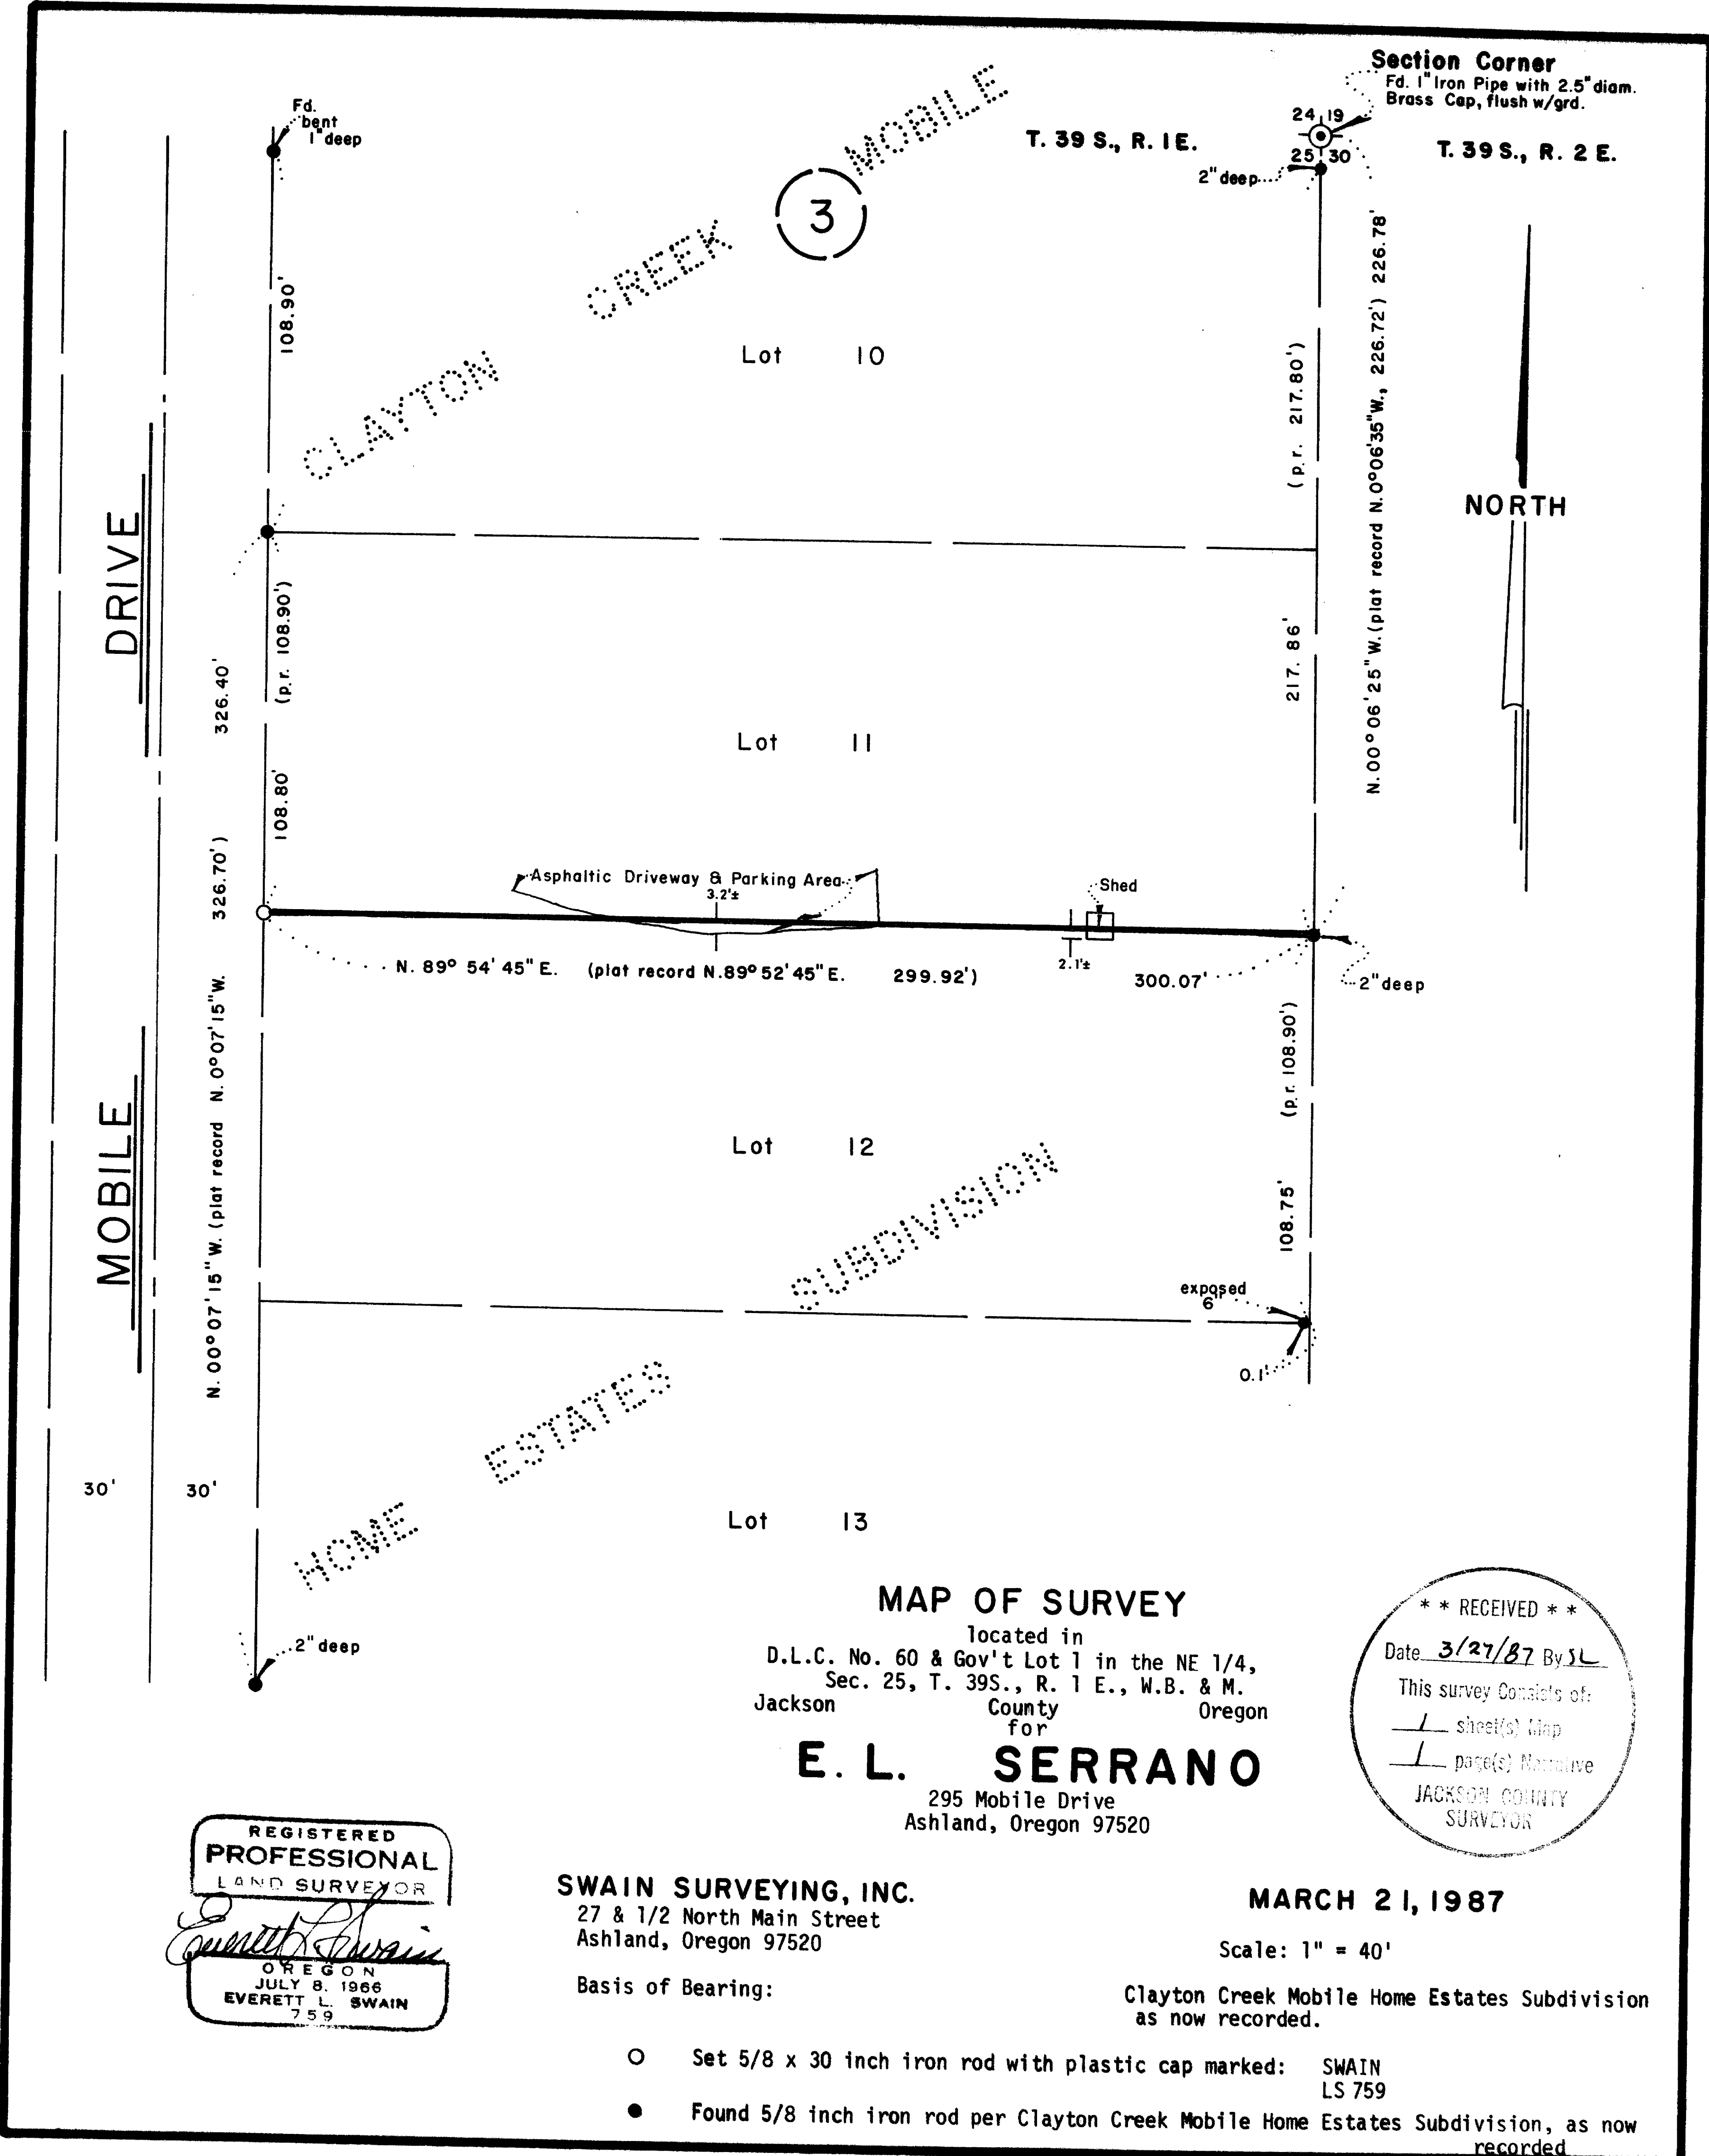 Section Corner
Fd. 1" Iron Pipe with 2.5" diam.
Brass Cap, flush w/grd.
24 19
25 30
T. 39 S., R. 1E.
T. 39 S., R. 2 E.
2" deep
Fd.
bent
1" deep
CLAYTON CREEK MOBILE
3
108.90'
Lot 10
(p.r. 217.80')
217.86'
N.00°06'25"W. (plat record N.0°06'35"W., 226.72') 226.78'
NORTH
DRIVE
(p.r. 108.90')
108.80'
326.40'
326.70')
N.00°07'15"W. (plat record N.0°07'15"W.
Lot 11
Asphaltic Driveway & Parking Area
3.2'±
Shed
2.1'±
N. 89° 54' 45" E. (plat record N.89° 52' 45" E. 299.92')
300.07'
2" deep
(p.r. 108.90')
108.75'
MOBILE
Lot 12
SUBDIVISION
exposed
6"
0.1'
HOME ESTATES
30' 30'
Lot 13
2" deep
MAP OF SURVEY
located in
D.L.C. No. 60 & Gov't Lot 1 in the NE 1/4,
Sec. 25, T. 39S., R. 1 E., W.B. & M.
Jackson County Oregon
for
E. L. SERRANO
295 Mobile Drive
Ashland, Oregon 97520
* * RECEIVED * *
Date 3/27/87 By SL
This survey Consists of:
1 sheet(s) Map
1 page(s) Narrative
JACKSON COUNTY
SURVEYOR
REGISTERED
PROFESSIONAL
LAND SURVEYOR
Everett L Swain
OREGON
JULY 8, 1966
EVERETT L. SWAIN
759
SWAIN SURVEYING, INC.
27 & 1/2 North Main Street
Ashland, Oregon 97520
MARCH 21, 1987
Scale: 1" = 40'
Basis of Bearing:
Clayton Creek Mobile Home Estates Subdivision
as now recorded.
Set 5/8 x 30 inch iron rod with plastic cap marked: SWAIN
LS 759
Found 5/8 inch iron rod per Clayton Creek Mobile Home Estates Subdivision, as now
recorded